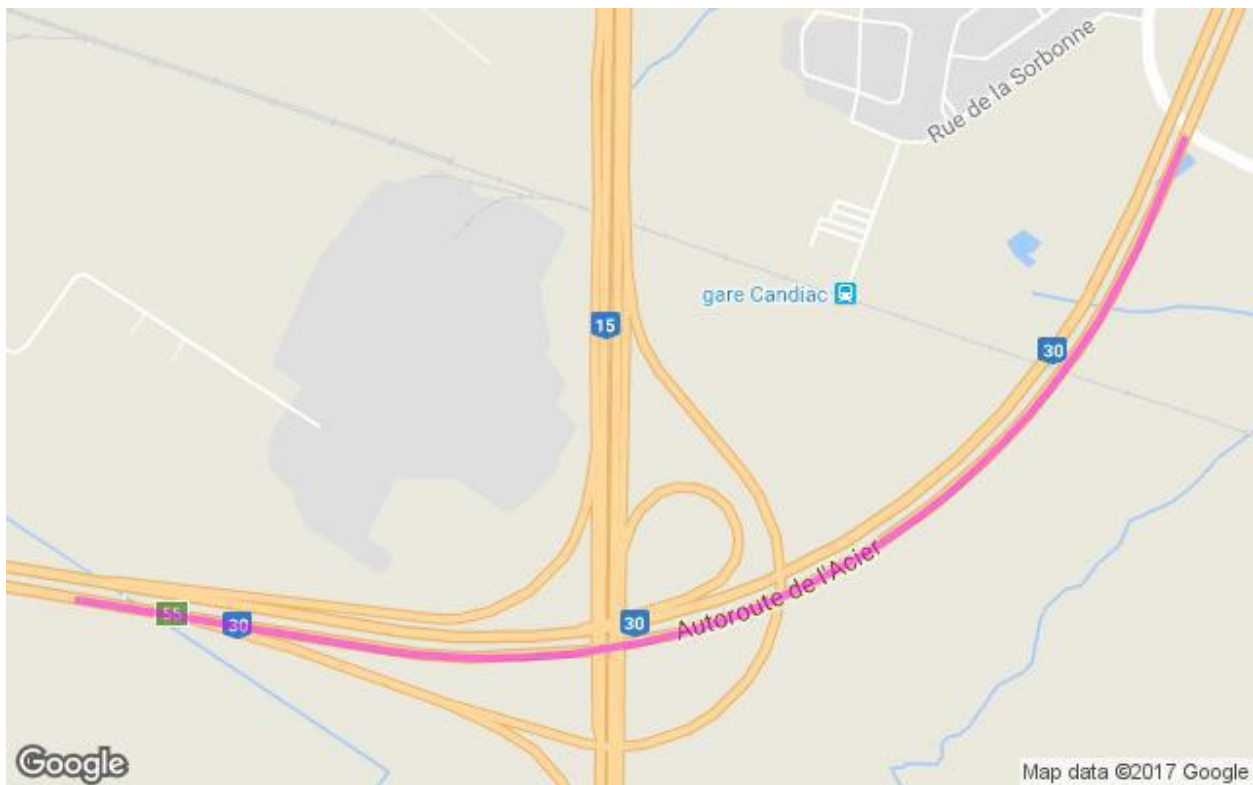 Rue de la Sorbonne
gare Candiac
15
30
55
30
30
Autoroute de l'Acier
Google
Map data ©2017 Google